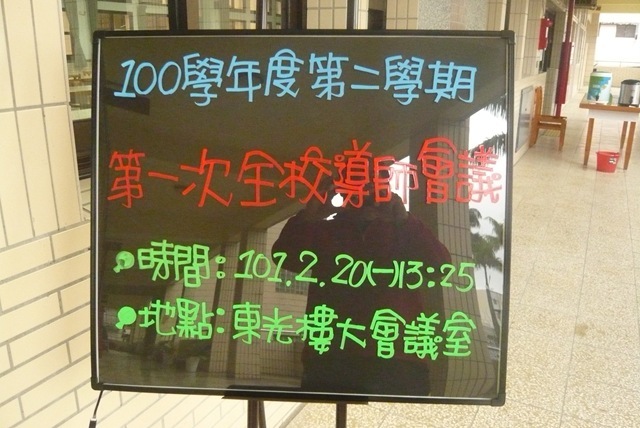 100學年度第二學期
第一次全校導師會議
時間:101.2.20(一)13:25
地點:東光樓大會議室